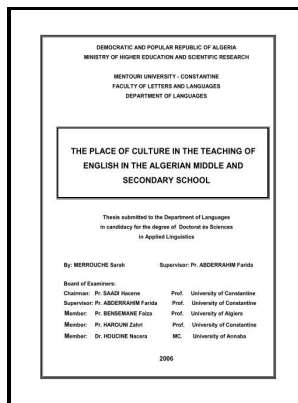 DEMOCRATIC AND POPULAR REPUBLIC OF ALGERIA
MINISTRY OF HIGHER EDUCATION AND SCIENTIFIC RESEARCH
MENTOURI UNIVERSITY - CONSTANTINE
FACULTY OF LETTERS AND LANGUAGES
DEPARTMENT OF LANGUAGES
THE PLACE OF CULTURE IN THE TEACHING OF
ENGLISH IN THE ALGERIAN MIDDLE AND
SECONDARY SCHOOL
Thesis submitted to the Department of Languages
in candidacy for the degree of Doctorat ès Sciences
in Applied Linguistics
By: MERROUCHE Sarah Supervisor: Pr. ABDERRAHIM Farida
Board of Examiners:
Chairman: Pr. SAADI Hacene Prof. University of Constantine
Supervisor: Pr. ABDERRAHIM Farida Prof. University of Constantine
Member: Pr. BENSEMANE Faiza Prof. University of Algiers
Member: Pr. HAROUNI Zahri Prof. University of Constantine
Member: Dr. HOUCINE Nacera MC. University of Annaba
2006